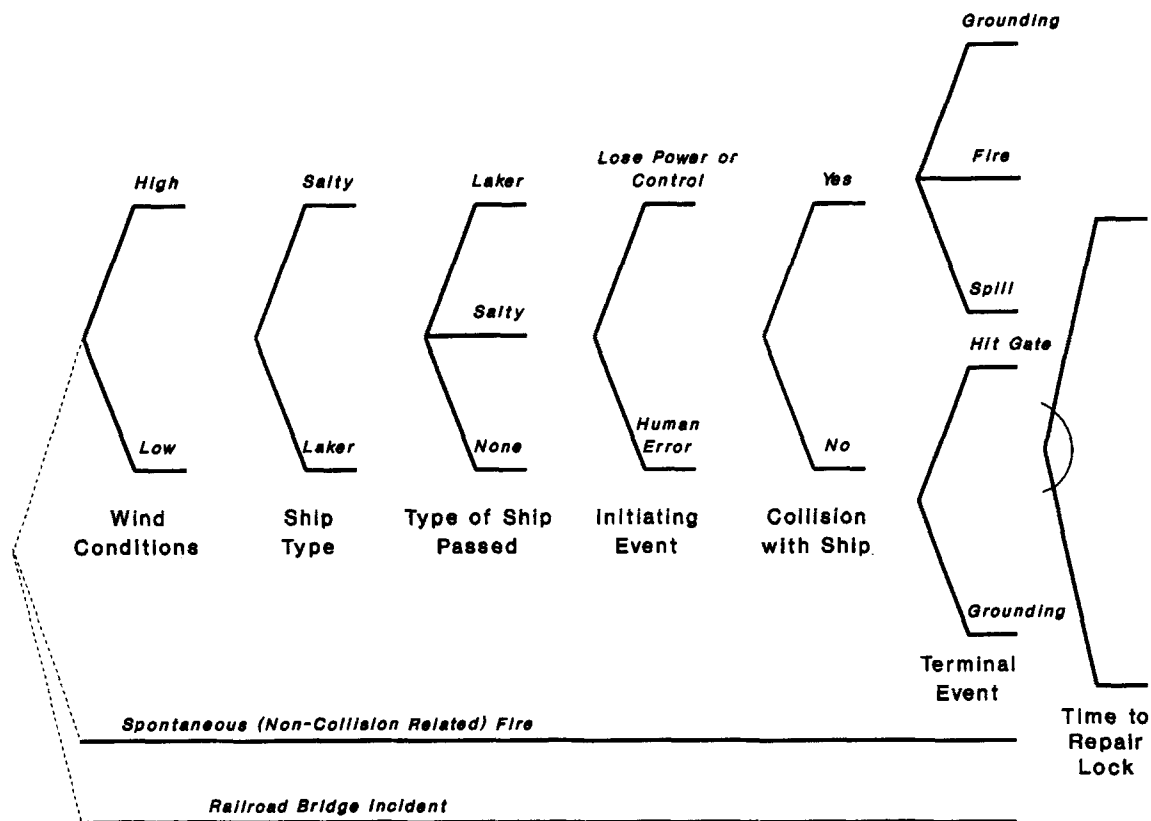 Grounding
Lose Power or
Control
Fire
High
Salty
Laker
Yes
Salty
Spill
Hit Gate
Low
Laker
None
Human
Error
No
Wind
Conditions
Ship
Type
Type of Ship
Passed
Initiating
Event
Collision
with Ship
Grounding
Terminal
Event
Spontaneous (Non-Collision Related) Fire
Time to
Repair
Lock
Railroad Bridge Incident